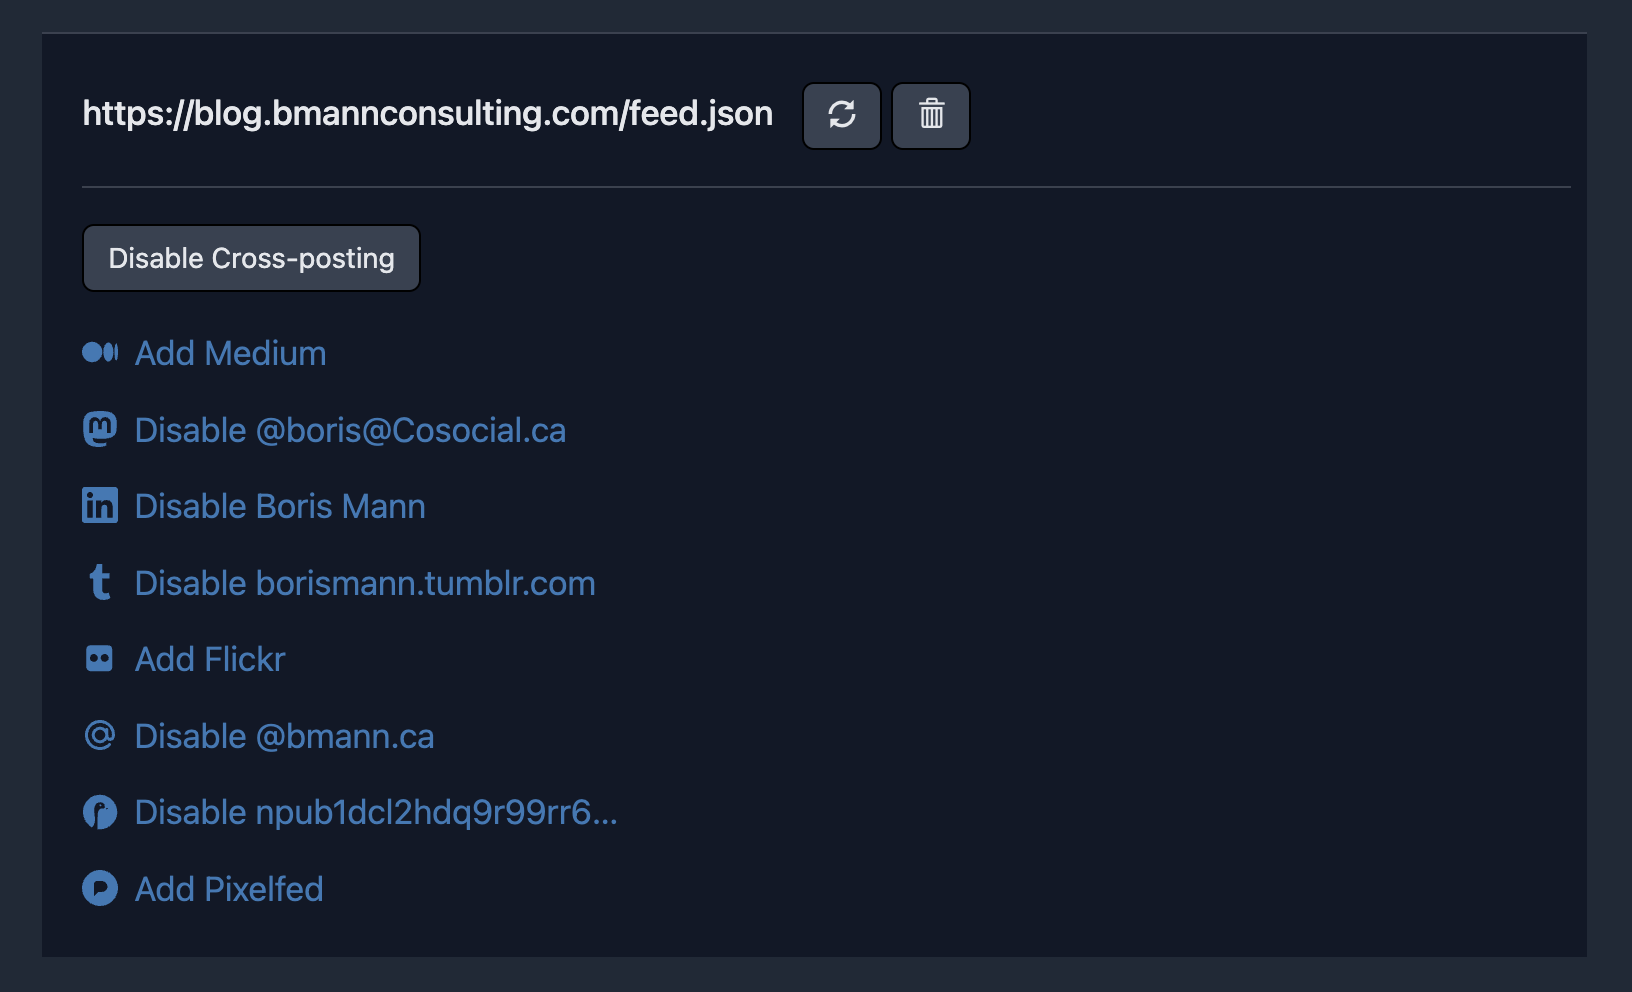 https://blog.bmannconsulting.com/feed.json
Disable Cross-posting
Add Medium
Disable @boris@Cosocial.ca
Disable Boris Mann
Disable borismann.tumblr.com
Add Flickr
Disable @bmann.ca
Disable npub1dcl2hdq9r99rr6...
Add Pixelfed